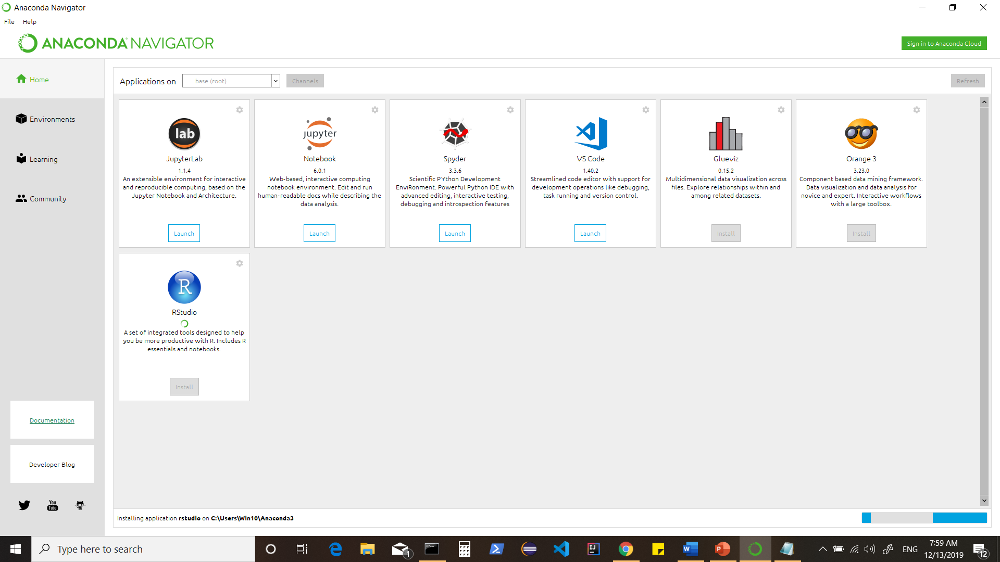 Anaconda Navigator
File Help
ANACONDA NAVIGATOR
Sign in to Anaconda Cloud
Home
Environments
Learning
Community
Documentation
Developer Blog
You
Tube
Applications on base (root) Channels Refresh
lab
JupyterLab
1.1.4
An extensible environment for interactive
and reproducible computing, based on the
Jupyter Notebook and Architecture.
Launch
jupyter
Notebook
6.0.1
Web-based, interactive computing
notebook environment. Edit and run
human-readable docs while describing the
data analysis.
Launch
Spyder
3.3.6
Scientific PYthon Development
EnviRonment. Powerful Python IDE with
advanced editing, interactive testing,
debugging and introspection features
Launch
VS Code
1.40.2
Streamlined code editor with support for
development operations like debugging,
task running and version control.
Launch
Glueviz
0.15.2
Multidimensional data visualization across
files. Explore relationships within and
among related datasets.
Install
Orange 3
3.23.0
Component based data mining framework.
Data visualization and data analysis for
novice and expert. Interactive workflows
with a large toolbox.
Install
R
RStudio
A set of integrated tools designed to help
you be more productive with R. Includes R
essentials and notebooks.
Install
Installing application rstudio on C:\Users\Win10\Anaconda3
Type here to search
1
IJ
W
P
ENG
7:59 AM
12/13/2019
12